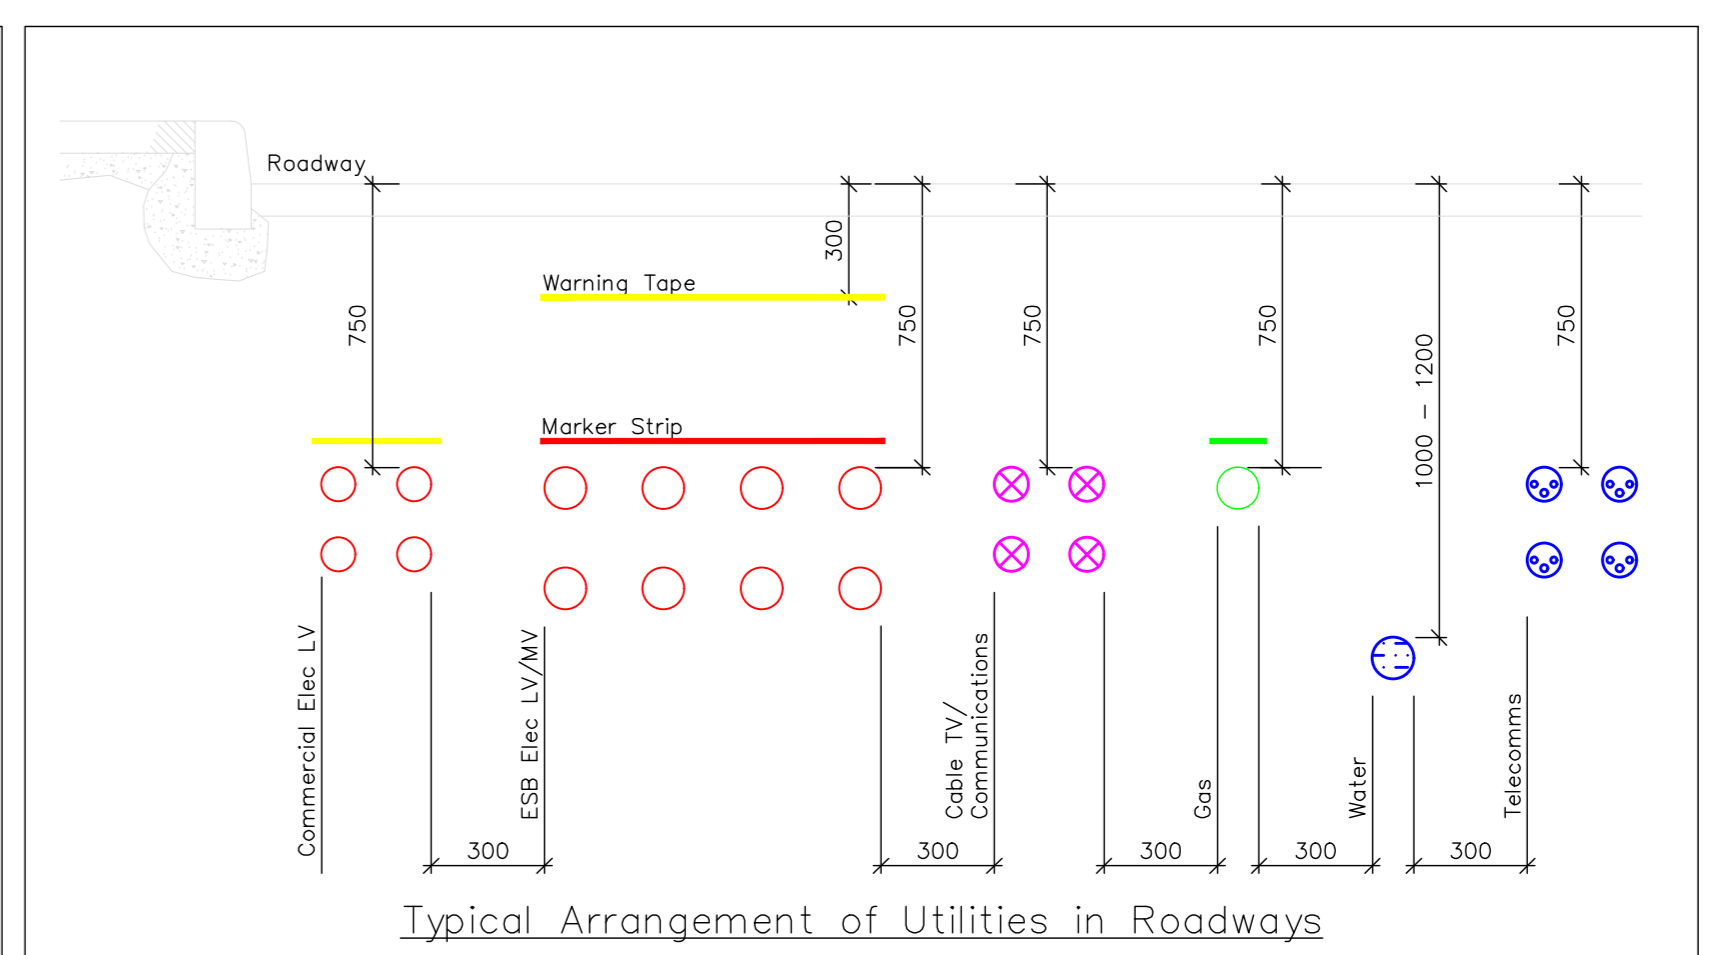 Roadway
300
Warning Tape
750
750
750
750
750
1000 - 1200
Marker Strip
Commercial Elec LV
ESB Elec LV/MV
Cable TV/
Communications
Gas
Water
Telecomms
300
300
300
300
300
Typical Arrangement of Utilities in Roadways